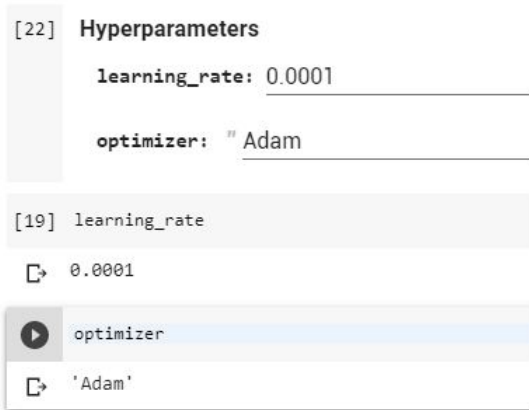 [22] Hyperparameters
learning_rate: 0.0001
optimizer: " Adam
[19] learning_rate
0.0001
optimizer
'Adam'